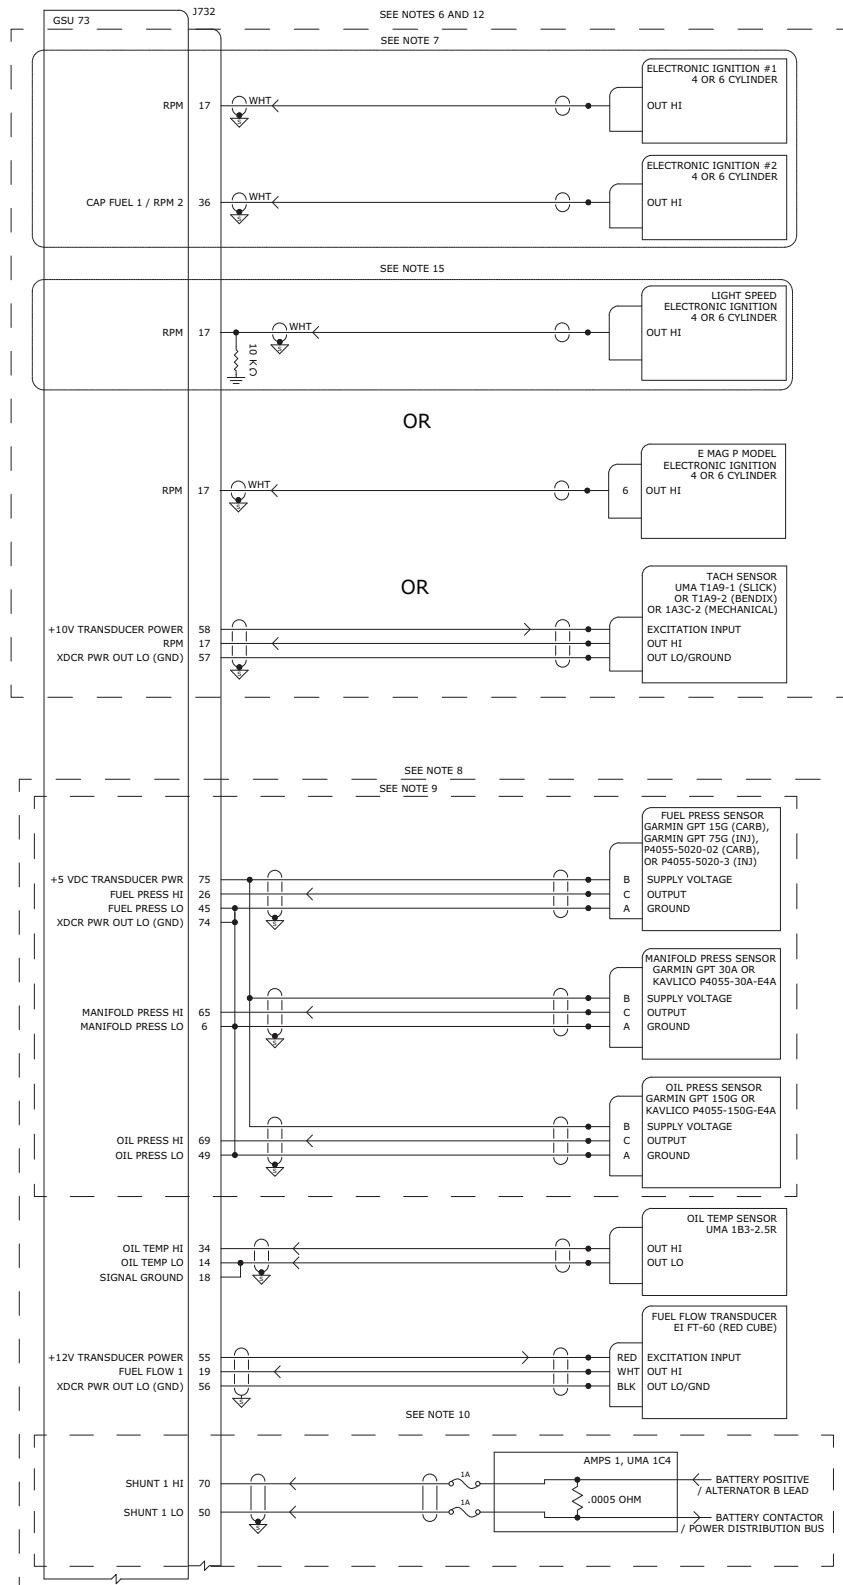 GSU 73
J732
SEE NOTES 6 AND 12
SEE NOTE 7
ELECTRONIC IGNITION #1
4 OR 6 CYLINDER
RPM 17 WHT OUT HI
5
ELECTRONIC IGNITION #2
4 OR 6 CYLINDER
CAP FUEL 1 / RPM 2 36 WHT OUT HI
5
SEE NOTE 15
LIGHT SPEED
ELECTRONIC IGNITION
4 OR 6 CYLINDER
RPM 17 WHT OUT HI
5
10 K Ω
OR
E MAG P MODEL
ELECTRONIC IGNITION
4 OR 6 CYLINDER
RPM 17 WHT 6 OUT HI
5
OR
TACH SENSOR
UMA T1A9-1 (SLICK)
OR T1A9-2 (BENDIX)
OR 1A3C-2 (MECHANICAL)
+10V TRANSDUCER POWER 58 EXCITATION INPUT
RPM 17 OUT HI
XDCR PWR OUT LO (GND) 57 OUT LO/GROUND
5
SEE NOTE 8
SEE NOTE 9
FUEL PRESS SENSOR
GARMIN GPT 15G (CARB),
GARMIN GPT 75G (INJ),
P4055-5020-02 (CARB),
OR P4055-5020-3 (INJ)
+5 VDC TRANSDUCER PWR 75 B SUPPLY VOLTAGE
FUEL PRESS HI 26 C OUTPUT
FUEL PRESS LO 45 A GROUND
XDCR PWR OUT LO (GND) 74
5
MANIFOLD PRESS SENSOR
GARMIN GPT 30A OR
KAVLICO P4055-30A-E4A
B SUPPLY VOLTAGE
MANIFOLD PRESS HI 65 C OUTPUT
MANIFOLD PRESS LO 6 A GROUND
5
OIL PRESS SENSOR
GARMIN GPT 150G OR
KAVLICO P4055-150G-E4A
B SUPPLY VOLTAGE
OIL PRESS HI 69 C OUTPUT
OIL PRESS LO 49 A GROUND
5
OIL TEMP SENSOR
UMA 1B3-2.5R
OIL TEMP HI 34 OUT HI
OIL TEMP LO 14 OUT LO
SIGNAL GROUND 18
5
FUEL FLOW TRANSDUCER
EI FT-60 (RED CUBE)
+12V TRANSDUCER POWER 55 RED EXCITATION INPUT
FUEL FLOW 1 19 WHT OUT HI
XDCR PWR OUT LO (GND) 56 BLK OUT LO/GND
5
SEE NOTE 10
AMPS 1, UMA 1C4
SHUNT 1 HI 70 1A BATTERY POSITIVE
/ ALTERNATOR B LEAD
.0005 OHM
SHUNT 1 LO 50 1A BATTERY CONTACTOR
/ POWER DISTRIBUTION BUS
5